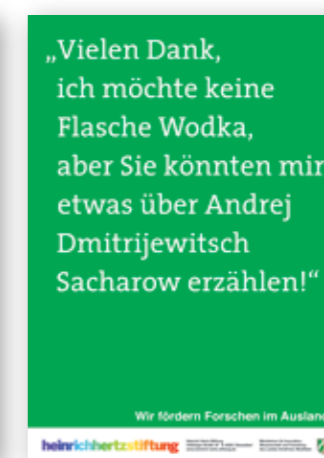 „Vielen Dank,
ich möchte keine
Flasche Wodka,
aber Sie könnten mir
etwas über Andrej
Dmitrijewitsch
Sacharow erzählen!“
Wir fördern Forschen im Ausland
heinrichhertzstiftung